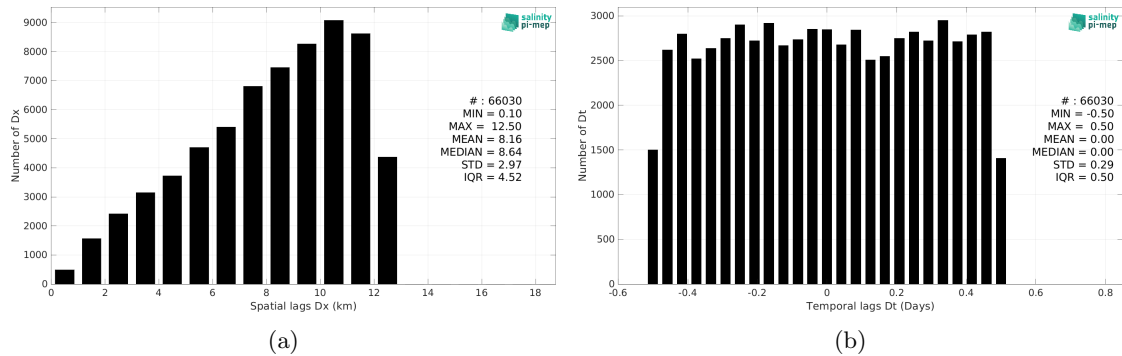 9000
8000
7000
6000
5000
4000
3000
2000
1000
0
Number of Dx
0 2 4 6 8 10 12 14 16 18
Spatial lags Dx (km)
salinity
pi-mep
# : 66030
MIN = 0.10
MAX = 12.50
MEAN = 8.16
MEDIAN = 8.64
STD = 2.97
IQR = 4.52
(a)
3000
2500
2000
1500
1000
500
0
Number of Dt
-0.6 -0.4 -0.2 0 0.2 0.4 0.6 0.8
Temporal lags Dt (Days)
salinity
pi-mep
# : 66030
MIN = -0.50
MAX = 0.50
MEAN = 0.00
MEDIAN = 0.00
STD = 0.29
IQR = 0.50
(b)